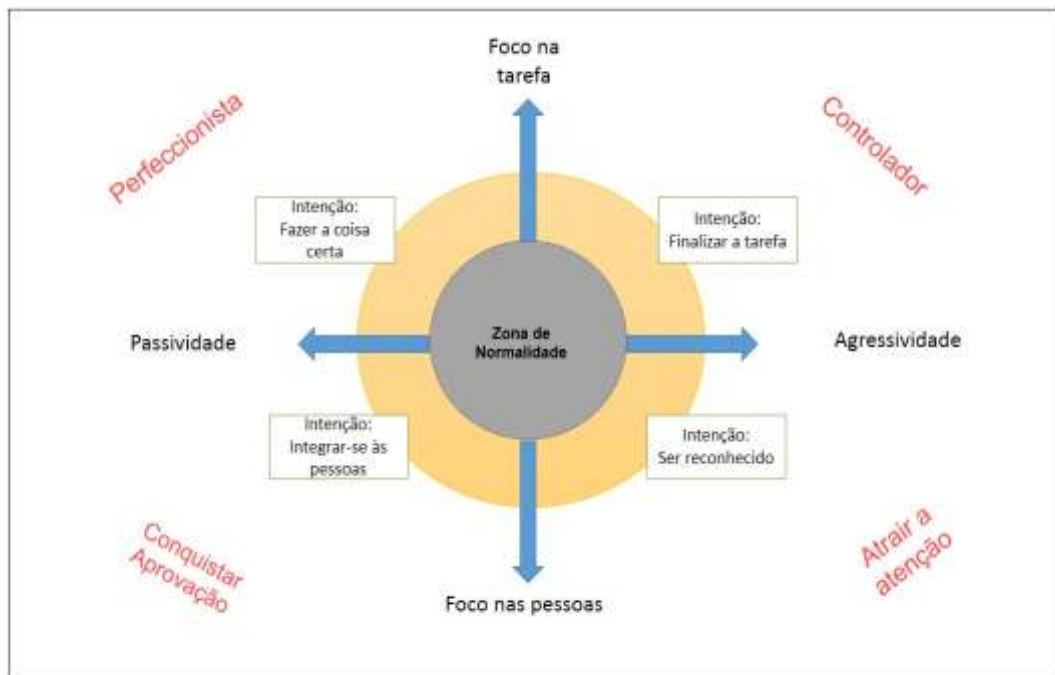 Foco na
tarefa
Perfeccionista
Controlador
Intenção:
Fazer a coisa
certa
Intenção:
Finalizar a tarefa
Passividade
Zona de
Normalidade
Agressividade
Intenção:
Integrar-se às
pessoas
Intenção:
Ser reconhecido
Conquistar
Aprovação
Atrair a
atenção
Foco nas pessoas